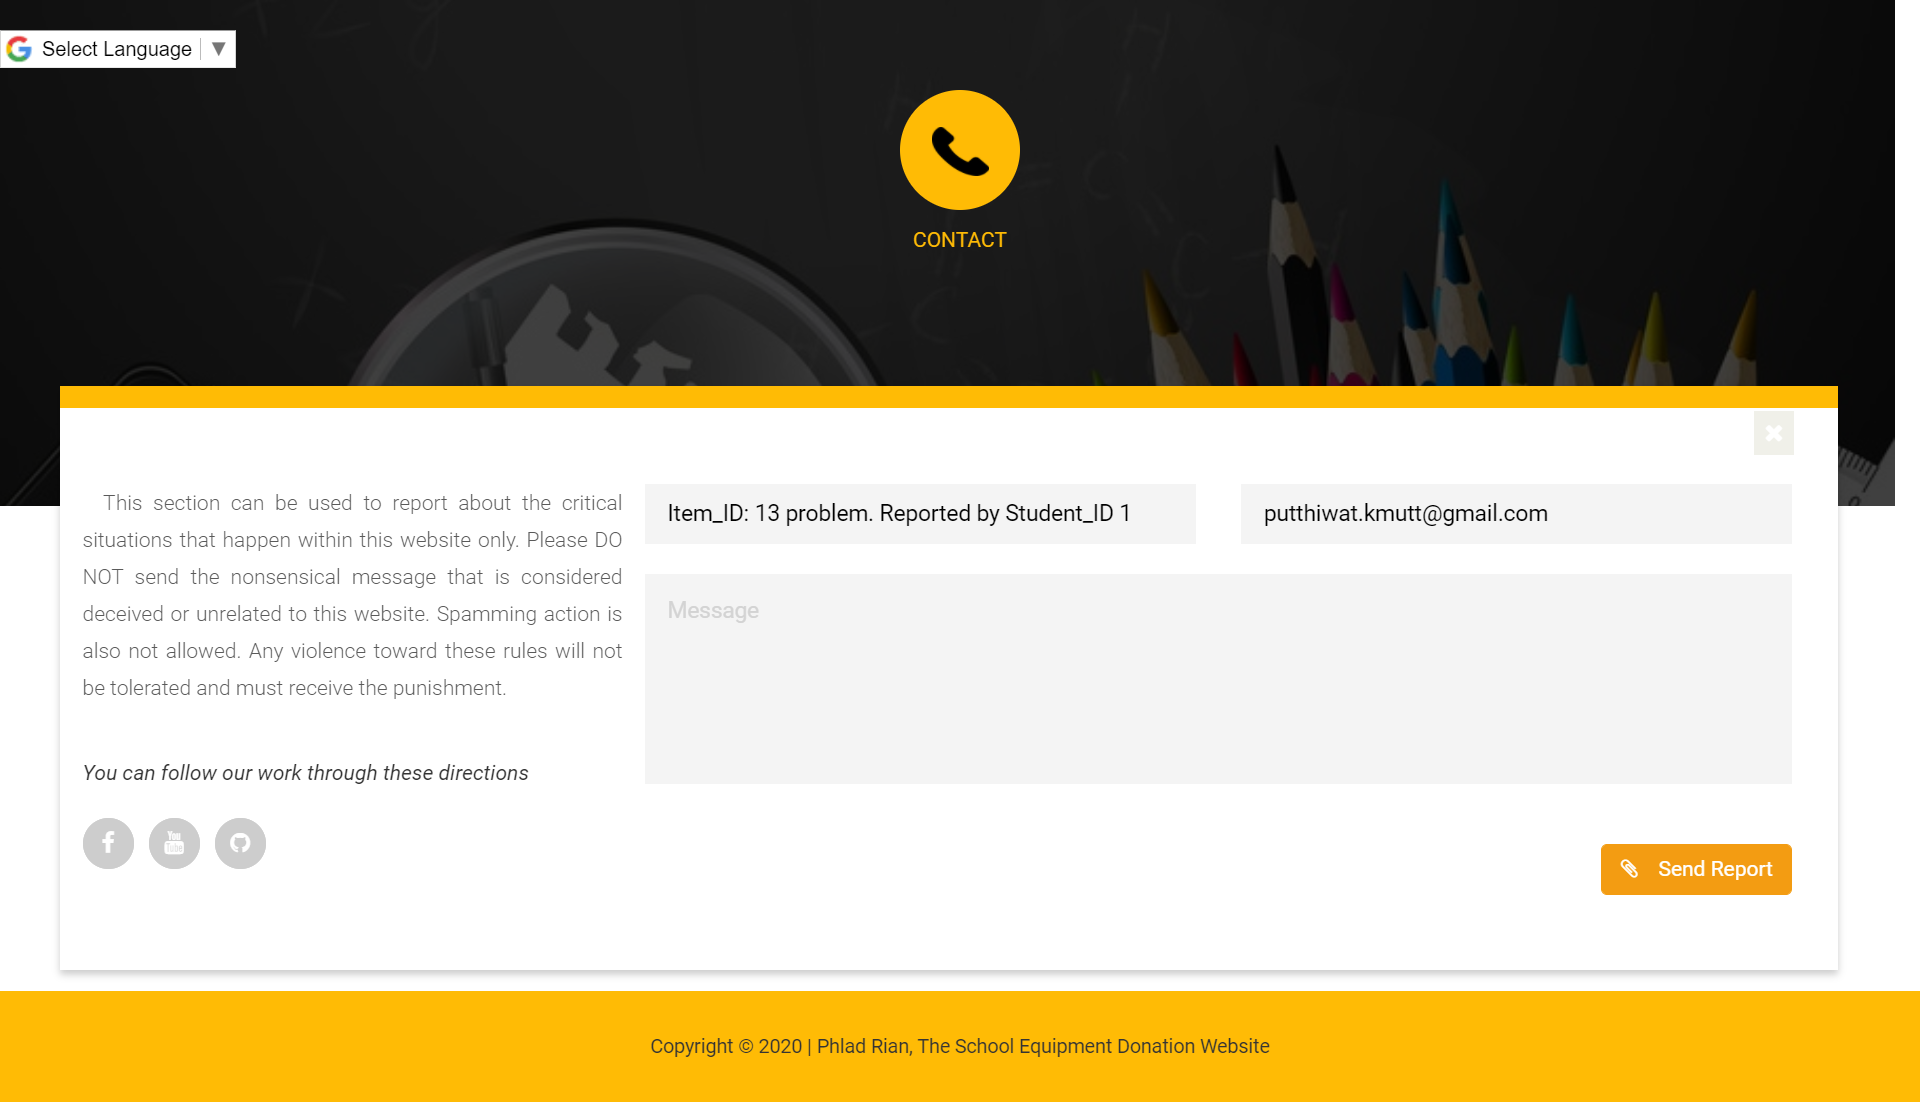 Select Language ▼
CONTACT
This section can be used to report about the critical
situations that happen within this website only. Please DO
NOT send the nonsensical message that is considered
deceived or unrelated to this website. Spamming action is
also not allowed. Any violence toward these rules will not
be tolerated and must receive the punishment.
You can follow our work through these directions
You
Tube
Item_ID: 13 problem. Reported by Student_ID 1
putthiwat.kmutt@gmail.com
Message
Send Report
Copyright © 2020 | Phlad Rian, The School Equipment Donation Website